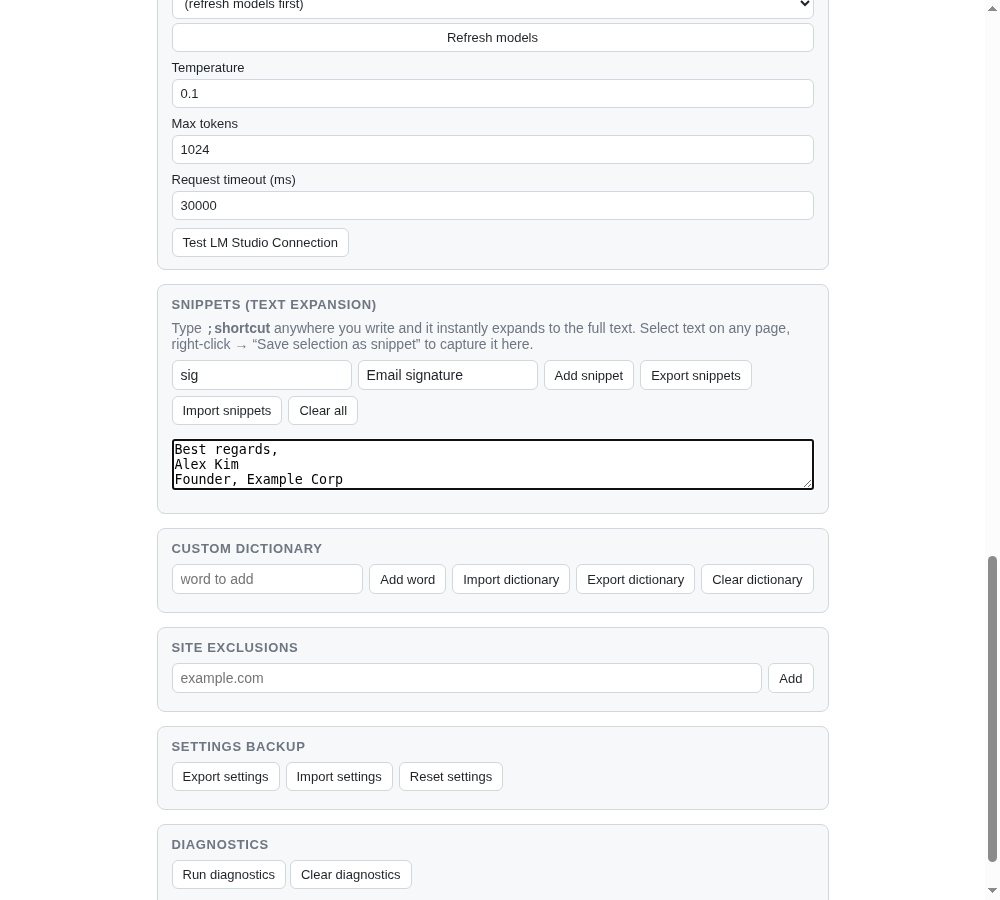 (refresh models first)
Refresh models
Temperature
0.1
Max tokens
1024
Request timeout (ms)
30000
Test LM Studio Connection
SNIPPETS (TEXT EXPANSION)
Type ;shortcut anywhere you write and it instantly expands to the full text. Select text on any page,
right-click → “Save selection as snippet” to capture it here.
sig Email signature Add snippet Export snippets
Import snippets Clear all
Best regards,
Alex Kim
Founder, Example Corp
CUSTOM DICTIONARY
word to add Add word Import dictionary Export dictionary Clear dictionary
SITE EXCLUSIONS
example.com Add
SETTINGS BACKUP
Export settings Import settings Reset settings
DIAGNOSTICS
Run diagnostics Clear diagnostics